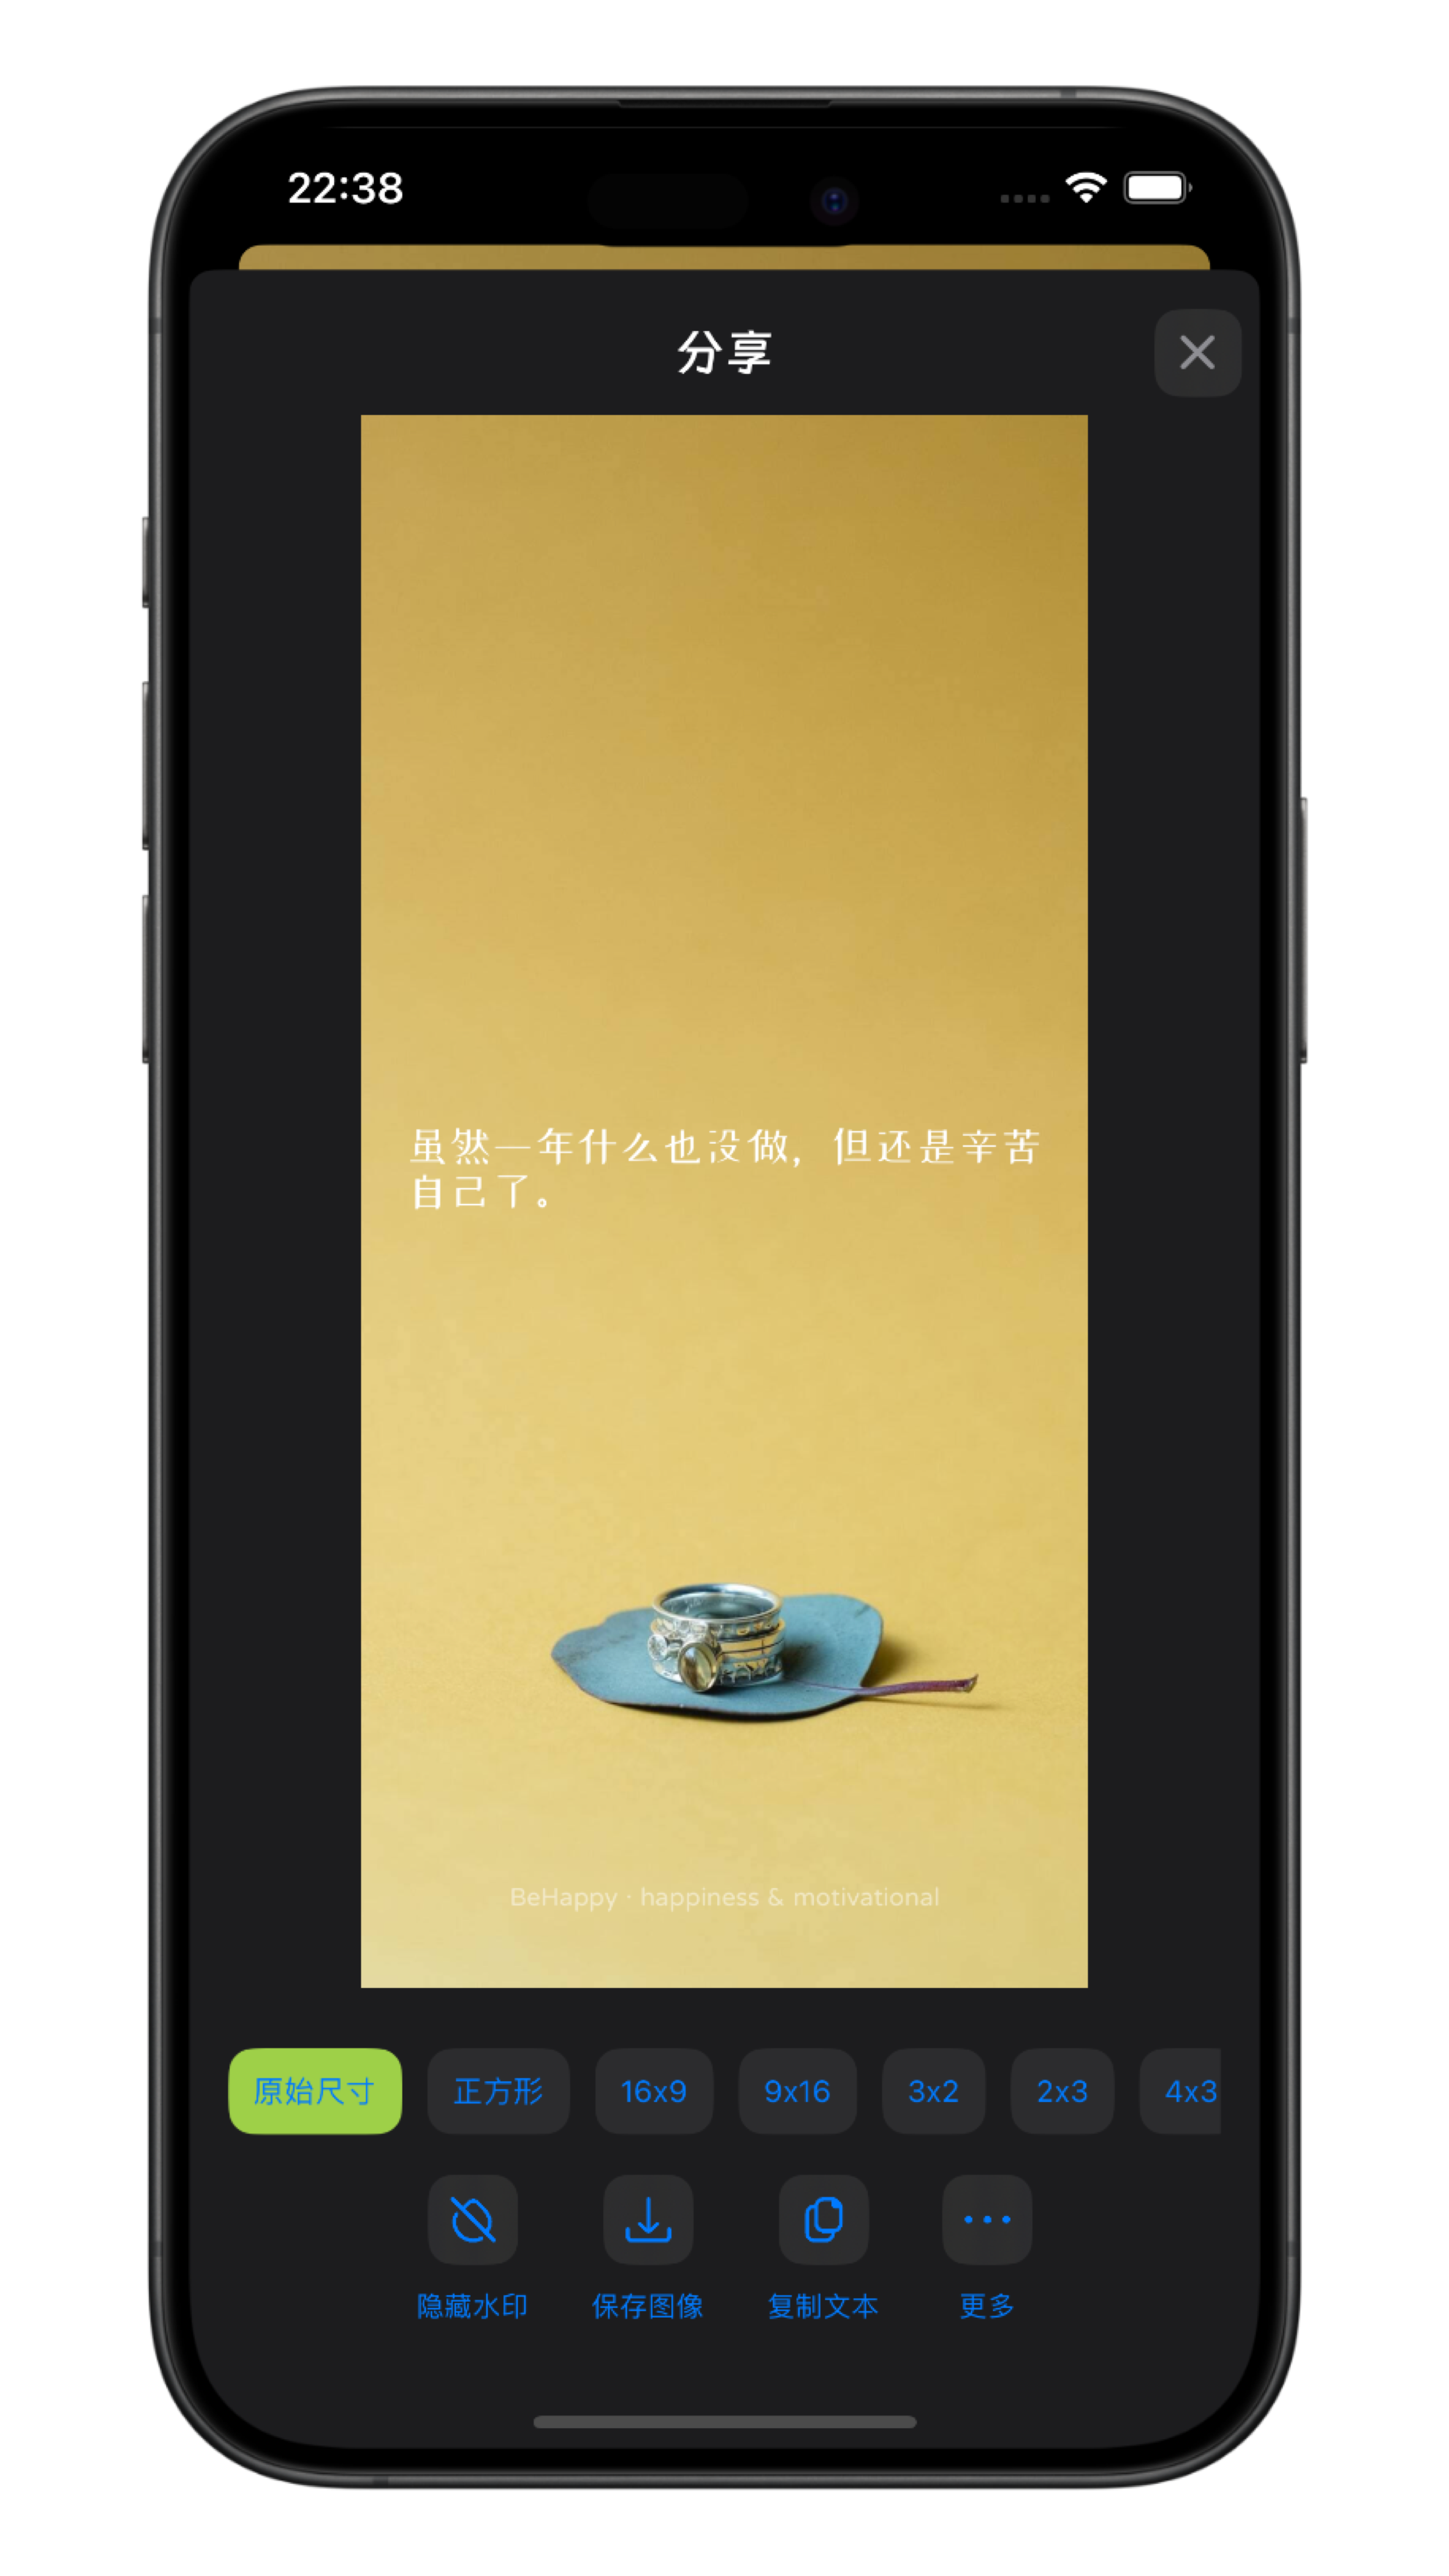 22:38
分享
虽然一年什么也没做，但还是辛苦
自己了。
BeHappy · happiness & motivational
原始尺寸 正方形 16x9 9x16 3x2 2x3 4x3
隐藏水印 保存图像 复制文本 更多